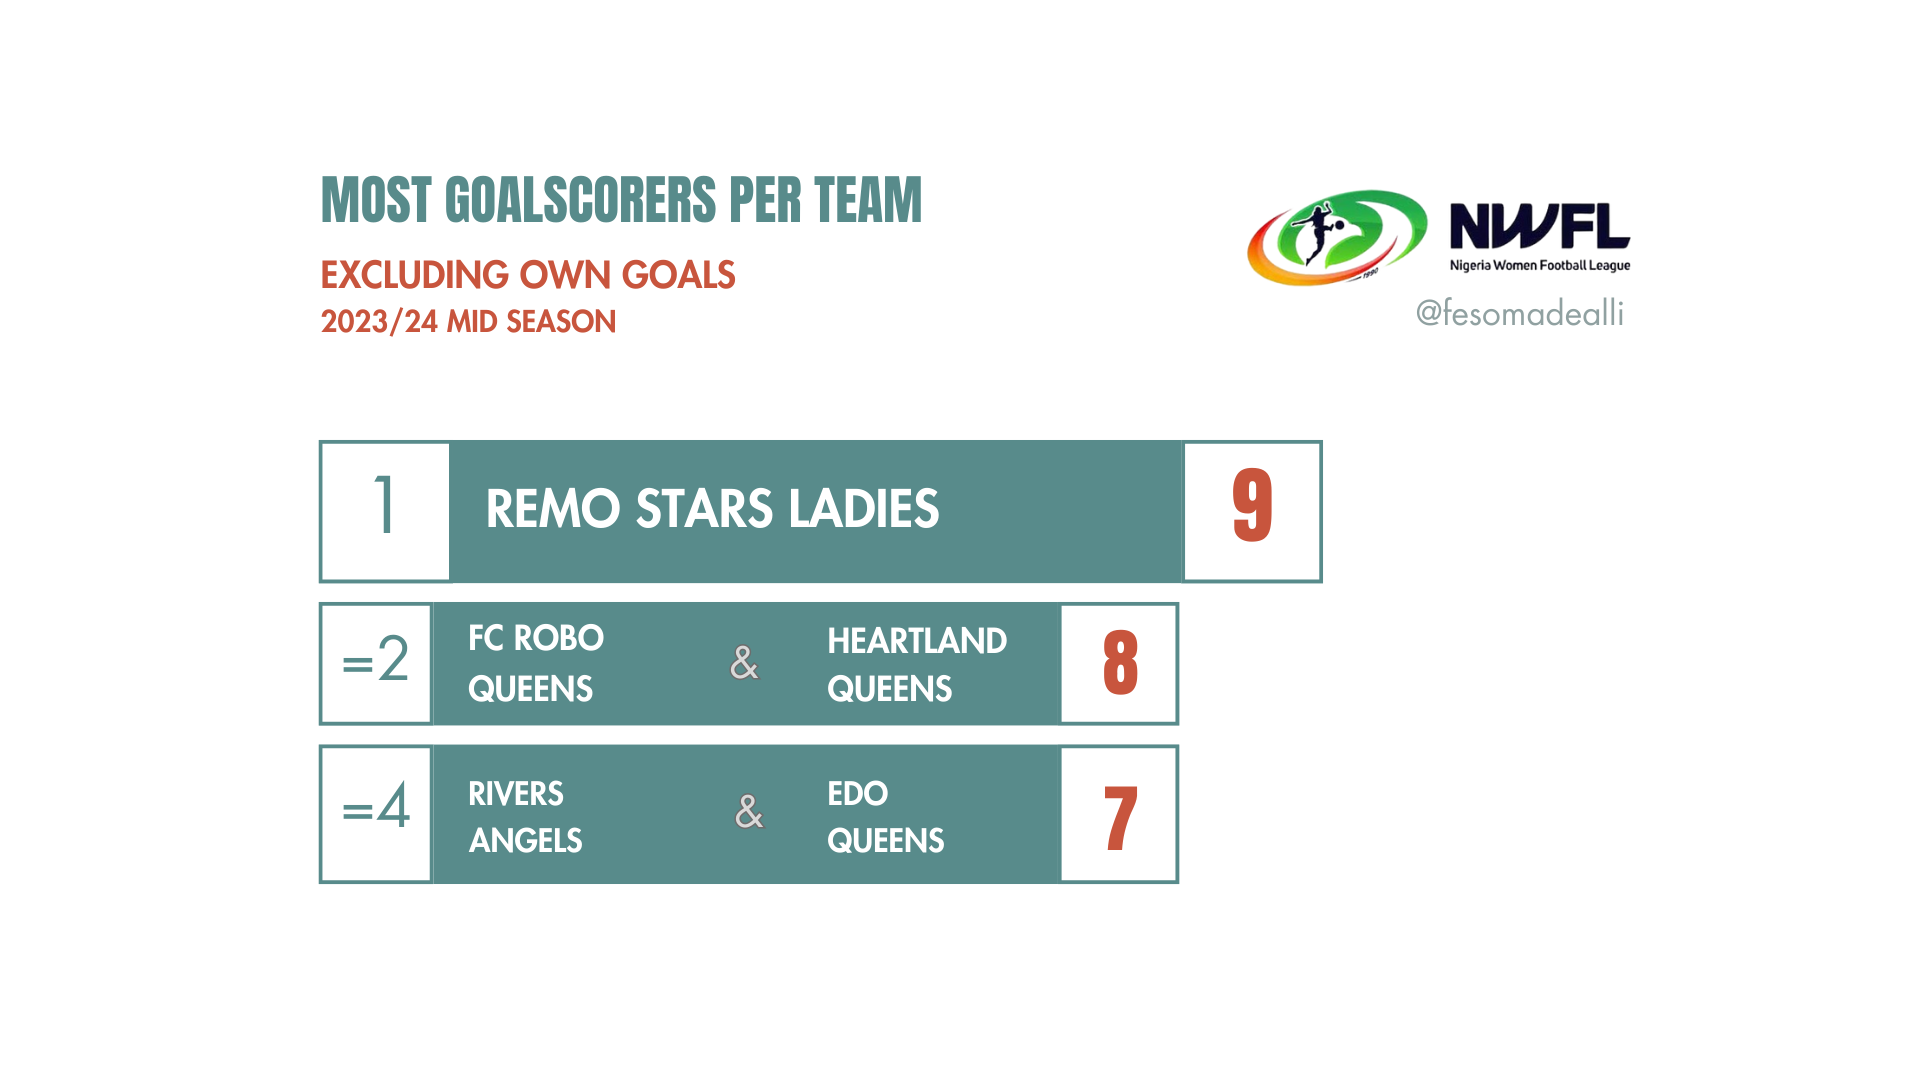 MOST GOALSCORERS PER TEAM
EXCLUDING OWN GOALS
2023/24 MID SEASON
1990
NWFL
Nigeria Women Football League
@fesomadealli
1
REMO STARS LADIES
9
=2
FC ROBO
QUEENS
&
HEARTLAND
QUEENS
8
=4
RIVERS
ANGELS
&
EDO
QUEENS
7